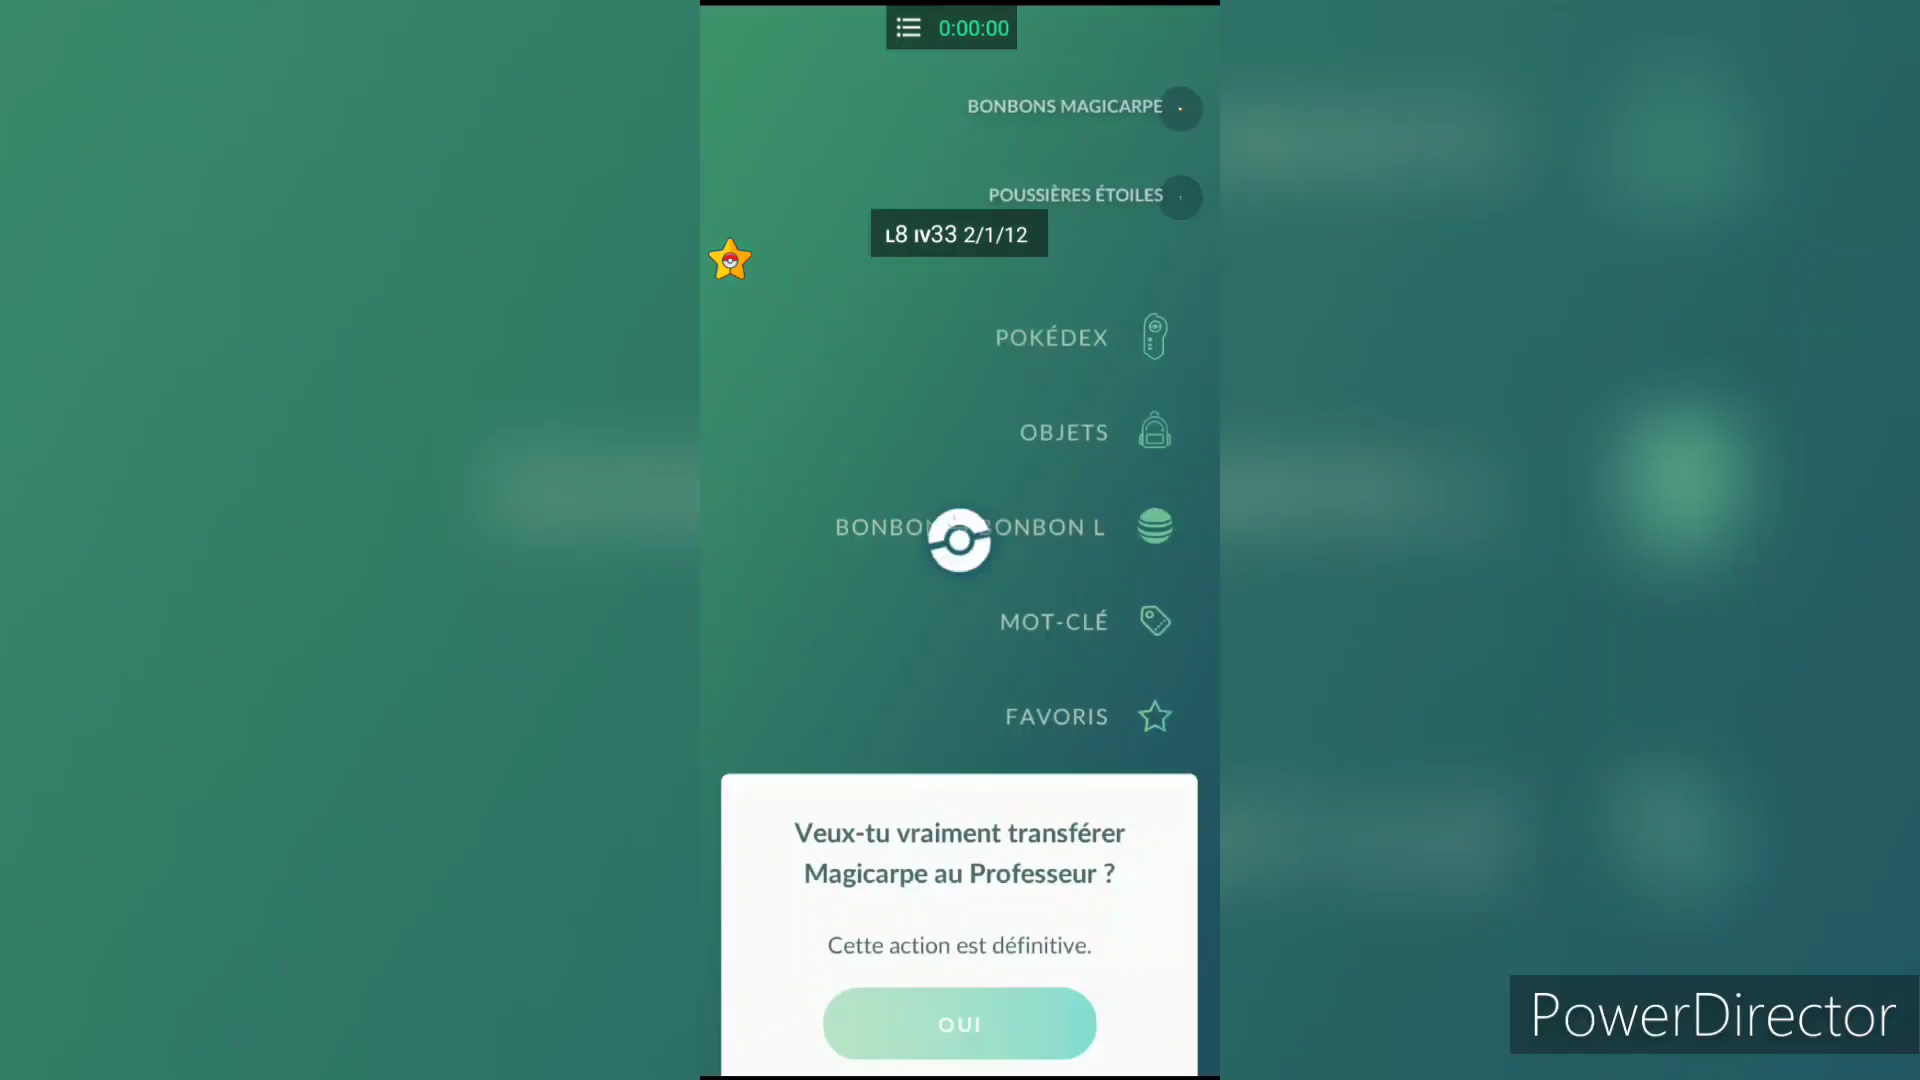 0:00:00
BONBONS MAGICARPE
POUSSIÈRES ÉTOILES
L8 IV33 2/1/12
POKÉDEX
OBJETS
BONBON L
MOT-CLÉ
FAVORIS
Veux-tu vraiment transférer
Magicarpe au Professeur ?
Cette action est définitive.
OUI
PowerDirector